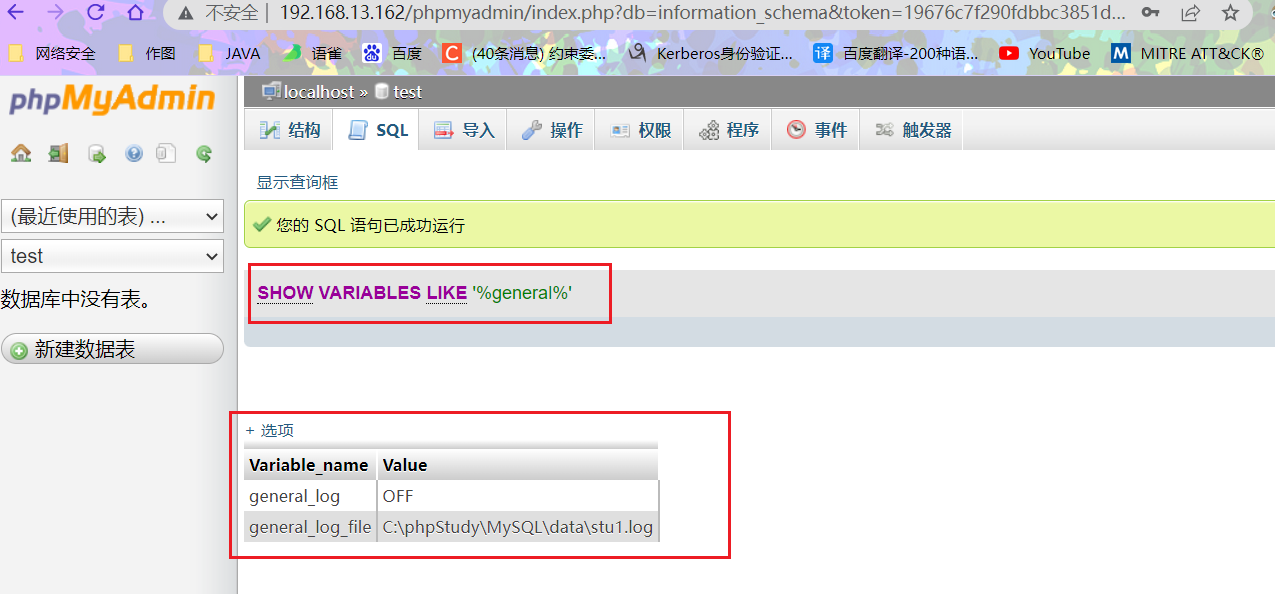 不安全 | 192.168.13.162/phpmyadmin/index.php?db=information_schema&token=19676c7f290fdbbc3851d...
网络安全 作图 JAVA 语雀 百度 (40条消息) 约束委... Kerberos身份验证... 百度翻译-200种语... YouTube MITRE ATT&CK®
phpMyAdmin
localhost » test
结构 SQL 导入 操作 权限 程序 事件 触发器
显示查询框
(最近使用的表) ...
您的 SQL 语句已成功运行
test
数据库中没有表。
SHOW VARIABLES LIKE '%general%'
新建数据表
+ 选项
Variable_name Value
general_log OFF
general_log_file C:\phpStudy\MySQL\data\stu1.log